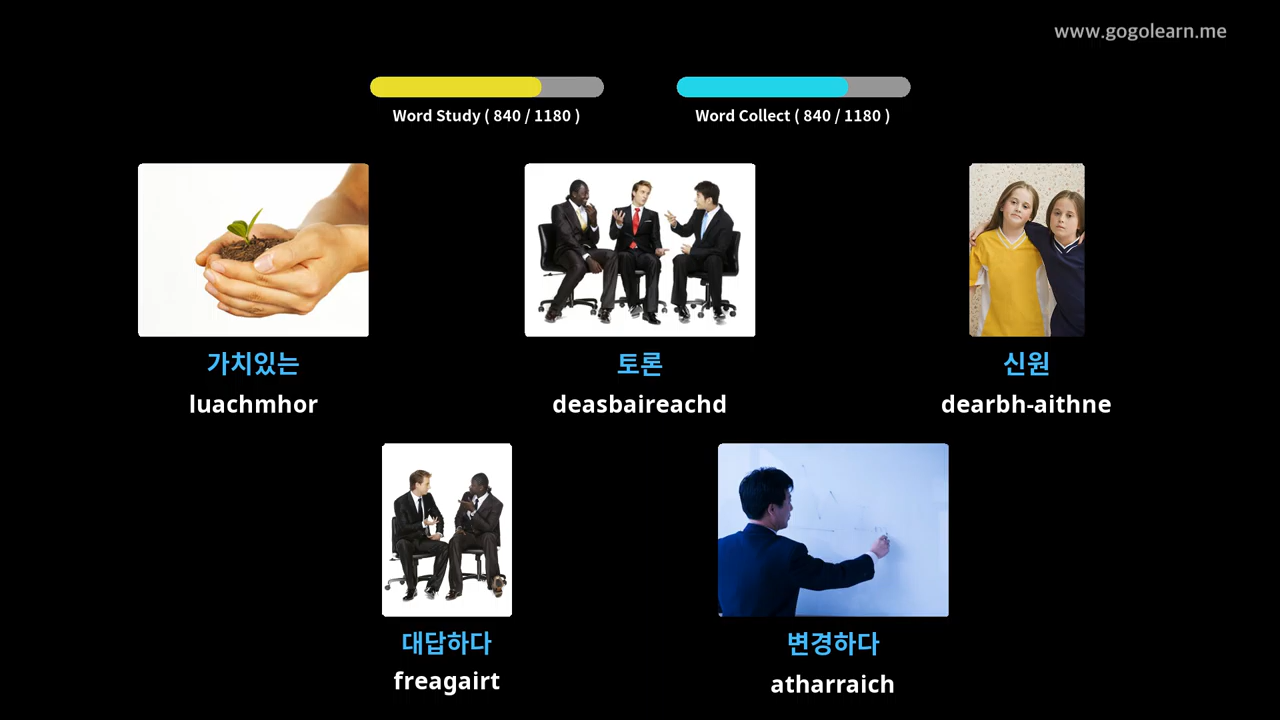 www.gogolearn.me
Word Study ( 840 / 1180 )
Word Collect ( 840 / 1180 )
가치있는
luachmhor
토론
deasbaireachd
신원
dearbh-aithne
대답하다
freagairt
변경하다
atharraich